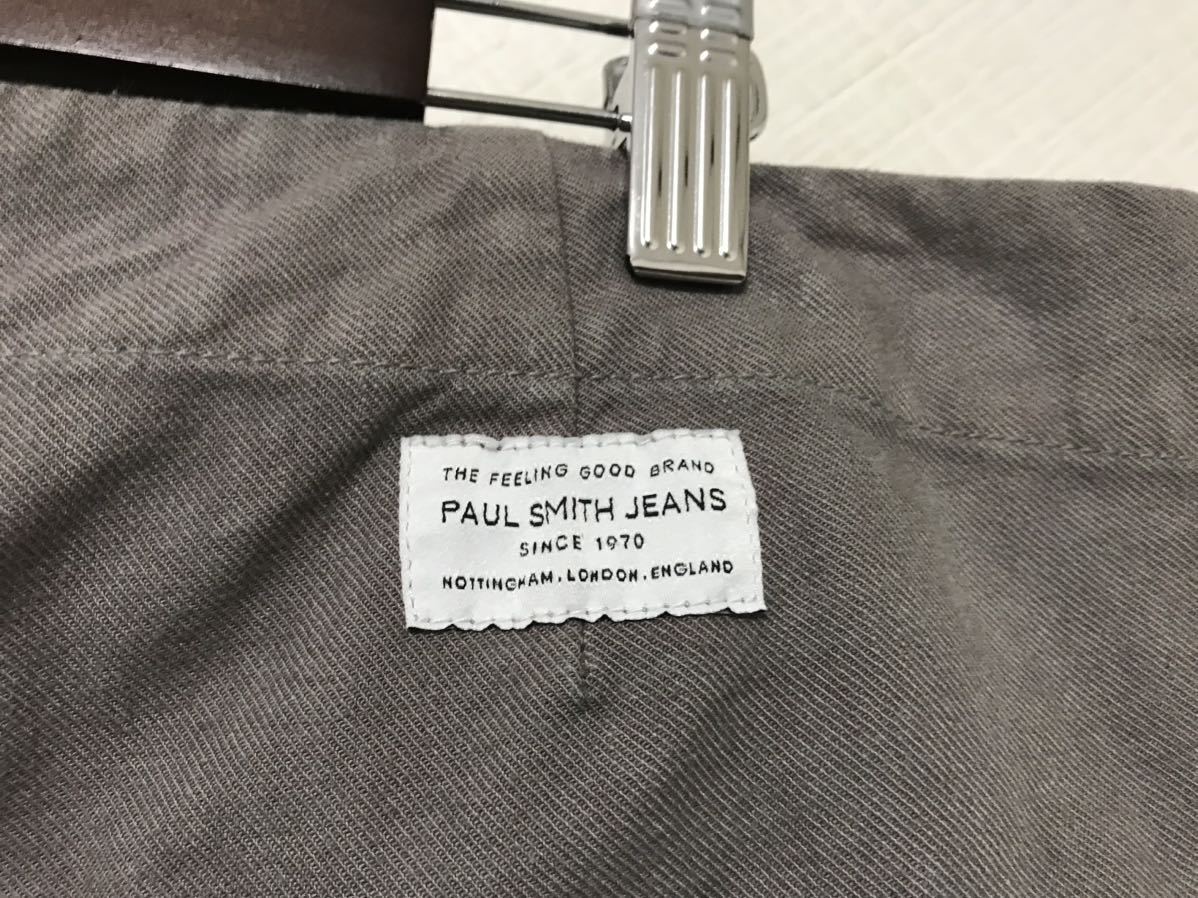 THE FEELING GOOD BRAND
PAUL SMITH JEANS
SINCE 1970
NOTTINGHAM, LONDON, ENGLAND